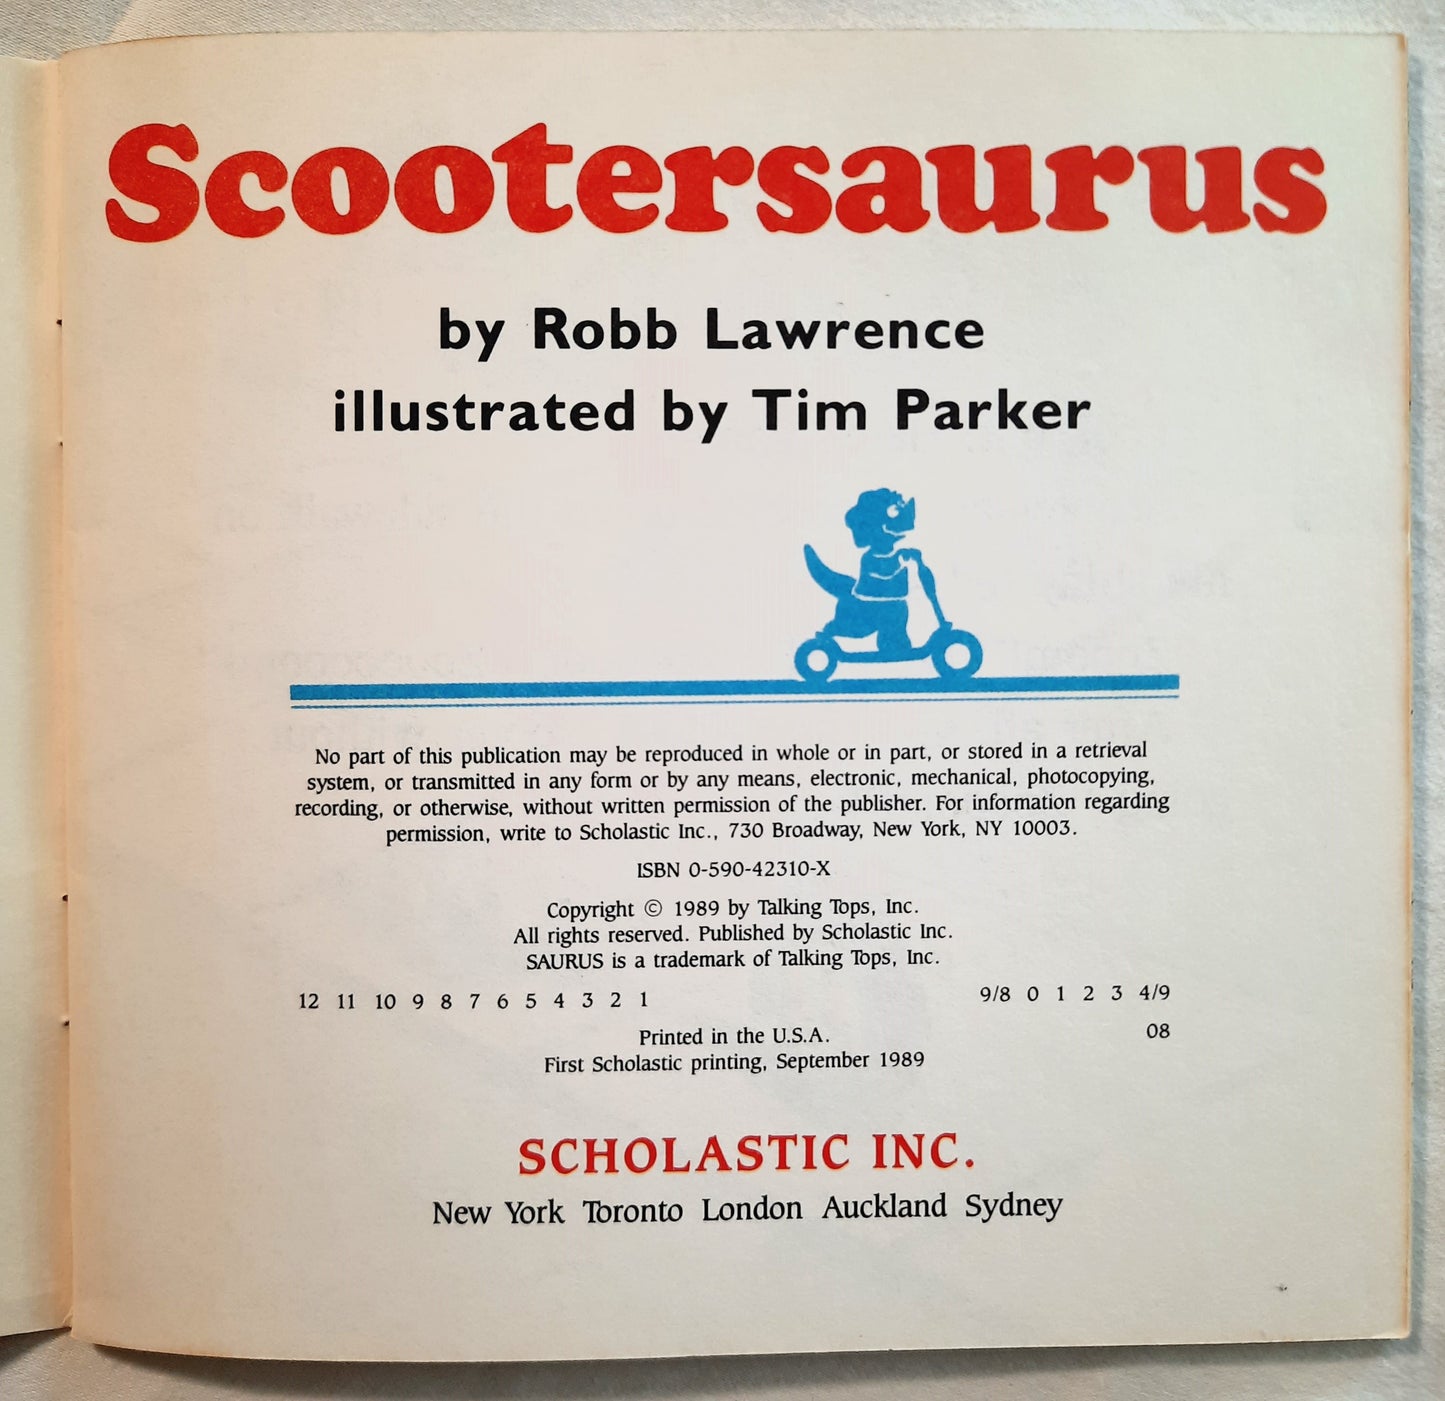 Scootersaurus
by Robb Lawrence
illustrated by Tim Parker
No part of this publication may be reproduced in whole or in part, or stored in a retrieval
system, or transmitted in any form or by any means, electronic, mechanical, photocopying,
recording, or otherwise, without written permission of the publisher. For information regarding
permission, write to Scholastic Inc., 730 Broadway, New York, NY 10003.
ISBN 0-590-42310-X
Copyright © 1989 by Talking Tops, Inc.
All rights reserved. Published by Scholastic Inc.
SAURUS is a trademark of Talking Tops, Inc.
12 11 10 9 8 7 6 5 4 3 2 1 9/8 0 1 2 3 4/9
Printed in the U.S.A. 08
First Scholastic printing, September 1989
SCHOLASTIC INC.
New York Toronto London Auckland Sydney